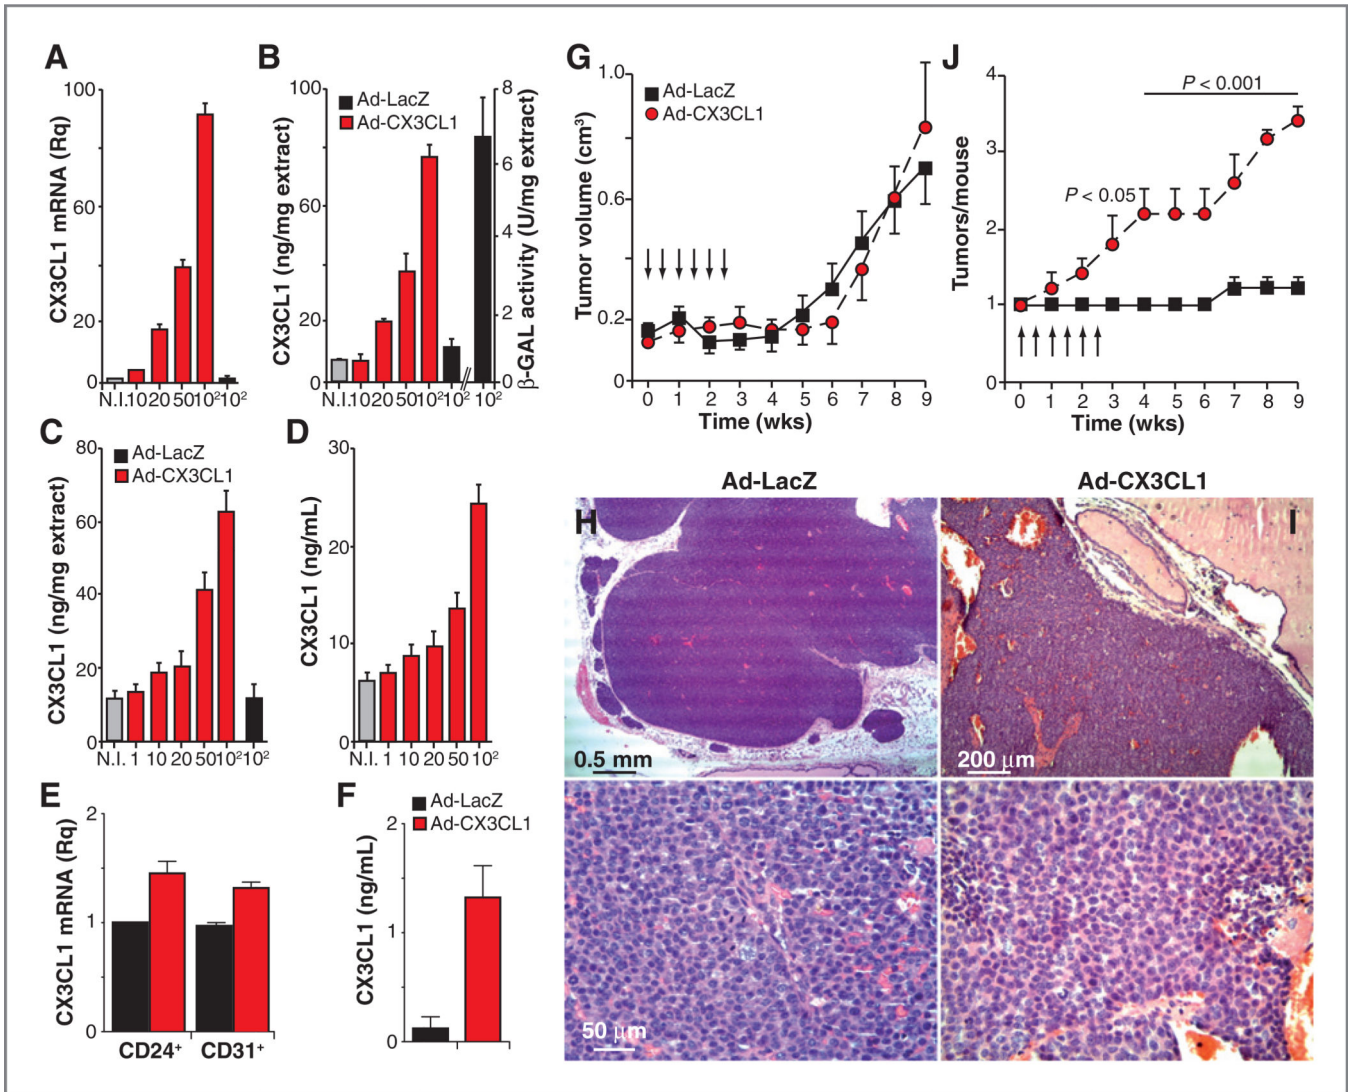 A
CX3CL1 mRNA (Rq)
100
60
20
0
N.I. 10 20 50 10² 10²
B
CX3CL1 (ng/mg extract)
100
60
20
0
Ad-LacZ
Ad-CX3CL1
8
6
4
2
0
β-GAL activity (U/mg extract)
N.I. 10 20 50 10² 10² 10²
C
CX3CL1 (ng/mg extract)
80
60
40
20
0
Ad-LacZ
Ad-CX3CL1
N.I. 1 10 20 50 10² 10²
D
CX3CL1 (ng/mL)
30
20
10
0
N.I. 1 10 20 50 10²
E
CX3CL1 mRNA (Rq)
2
1
0
CD24⁺ CD31⁺
F
Ad-LacZ
Ad-CX3CL1
CX3CL1 (ng/mL)
2
1
0
G
Tumor volume (cm³)
1.0
0.6
0.2
0
Ad-LacZ
Ad-CX3CL1
0 1 2 3 4 5 6 7 8 9
Time (wks)
J
Tumors/mouse
4
3
2
1
0
P < 0.001
P < 0.05
0 1 2 3 4 5 6 7 8 9
Time (wks)
Ad-LacZ
Ad-CX3CL1
H
I
0.5 mm
200 µm
50 µm